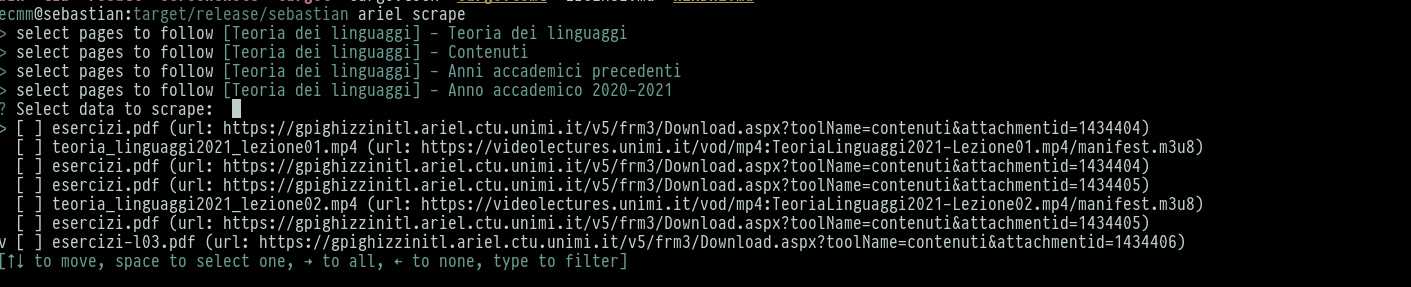 ecmm@sebastian:target/release/sebastian ariel scrape
> select pages to follow [Teoria dei linguaggi] - Teoria dei linguaggi
> select pages to follow [Teoria dei linguaggi] - Contenuti
> select pages to follow [Teoria dei linguaggi] - Anni accademici precedenti
> select pages to follow [Teoria dei linguaggi] - Anno accademico 2020-2021
? Select data to scrape:
> [ ] esercizi.pdf (url: https://gpighizzinitl.ariel.ctu.unimi.it/v5/frm3/Download.aspx?toolName=contenuti&attachmentid=1434404)
[ ] teoria_linguaggi2021_lezione01.mp4 (url: https://videolectures.unimi.it/vod/mp4:TeoriaLinguaggi2021-Lezione01.mp4/manifest.m3u8)
[ ] esercizi.pdf (url: https://gpighizzinitl.ariel.ctu.unimi.it/v5/frm3/Download.aspx?toolName=contenuti&attachmentid=1434404)
[ ] esercizi.pdf (url: https://gpighizzinitl.ariel.ctu.unimi.it/v5/frm3/Download.aspx?toolName=contenuti&attachmentid=1434405)
[ ] teoria_linguaggi2021_lezione02.mp4 (url: https://videolectures.unimi.it/vod/mp4:TeoriaLinguaggi2021-Lezione02.mp4/manifest.m3u8)
[ ] esercizi.pdf (url: https://gpighizzinitl.ariel.ctu.unimi.it/v5/frm3/Download.aspx?toolName=contenuti&attachmentid=1434405)
v [ ] esercizi-l03.pdf (url: https://gpighizzinitl.ariel.ctu.unimi.it/v5/frm3/Download.aspx?toolName=contenuti&attachmentid=1434406)
[↑↓ to move, space to select one, → to all, ← to none, type to filter]